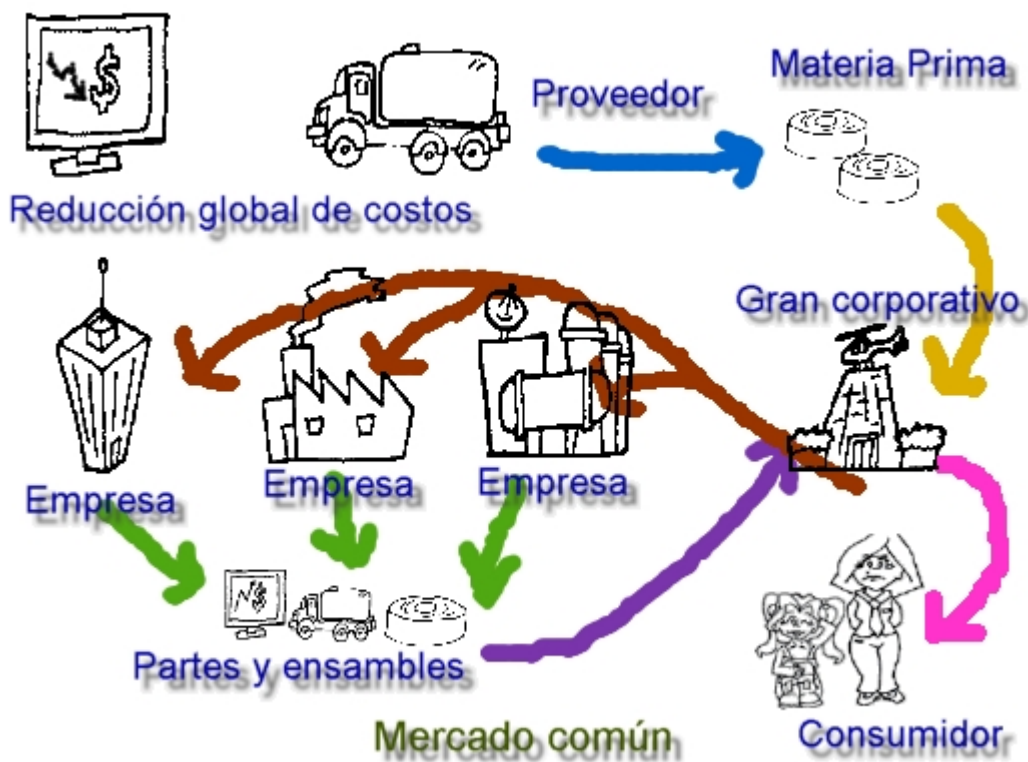 Proveedor
Materia Prima
Reducción global de costos
Gran corporativo
Empresa
Empresa
Empresa
Partes y ensambles
Mercado común
Consumidor